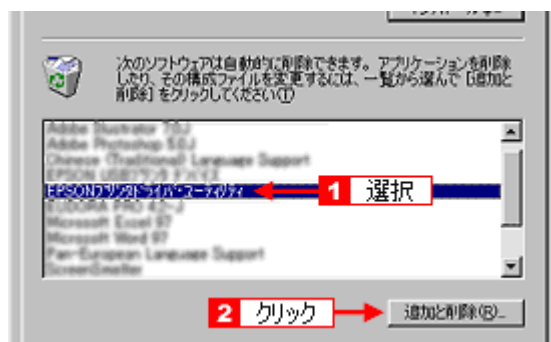 次のソフトウェアは自動的に削除できます。アプリケーションを削除
したり、その構成ファイルを変更するには、一覧から選んで [追加と
削除] をクリックしてください(T)
Adobe Illustrator 7.0J
Adobe Photoshop 5.0J
Chinese (Traditional) Language Support
EPSON USBプリンタ デバイス
EPSONプリンタドライバ・ユーティリティ
1 選択
EUDORA PRO 4.2-J
Microsoft Excel 97
Microsoft Word 97
Pan-European Language Support
2 クリック
追加と削除(R)...